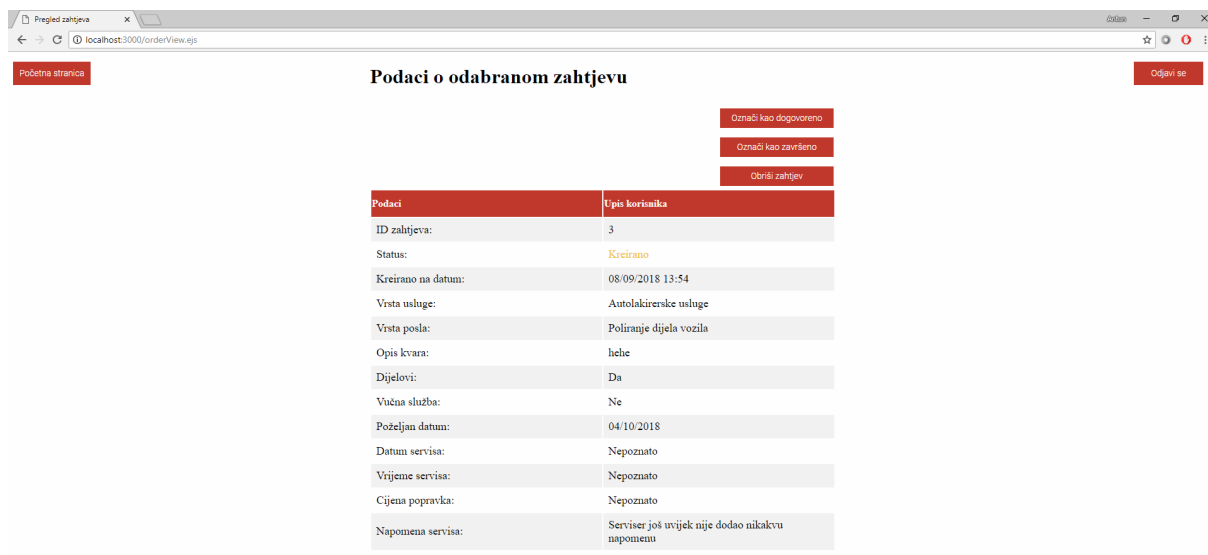 Pregled zahtjeva
Antun
localhost:3000/orderView.ejs
Početna stranica
Podaci o odabranom zahtjevu
Odjavi se
Označi kao dogovoreno
Označi kao završeno
Obriši zahtjev
Podaci Upis korisnika
ID zahtjeva: 3
Status: Kreirano
Kreirano na datum: 08/09/2018 13:54
Vrsta usluge: Autolakirerske usluge
Vrsta posla: Poliranje dijela vozila
Opis kvara: hehe
Dijelovi: Da
Vučna služba: Ne
Poželjan datum: 04/10/2018
Datum servisa: Nepoznato
Vrijeme servisa: Nepoznato
Cijena popravka: Nepoznato
Napomena servisa: Serviser još uvijek nije dodao nikakvu
napomenu